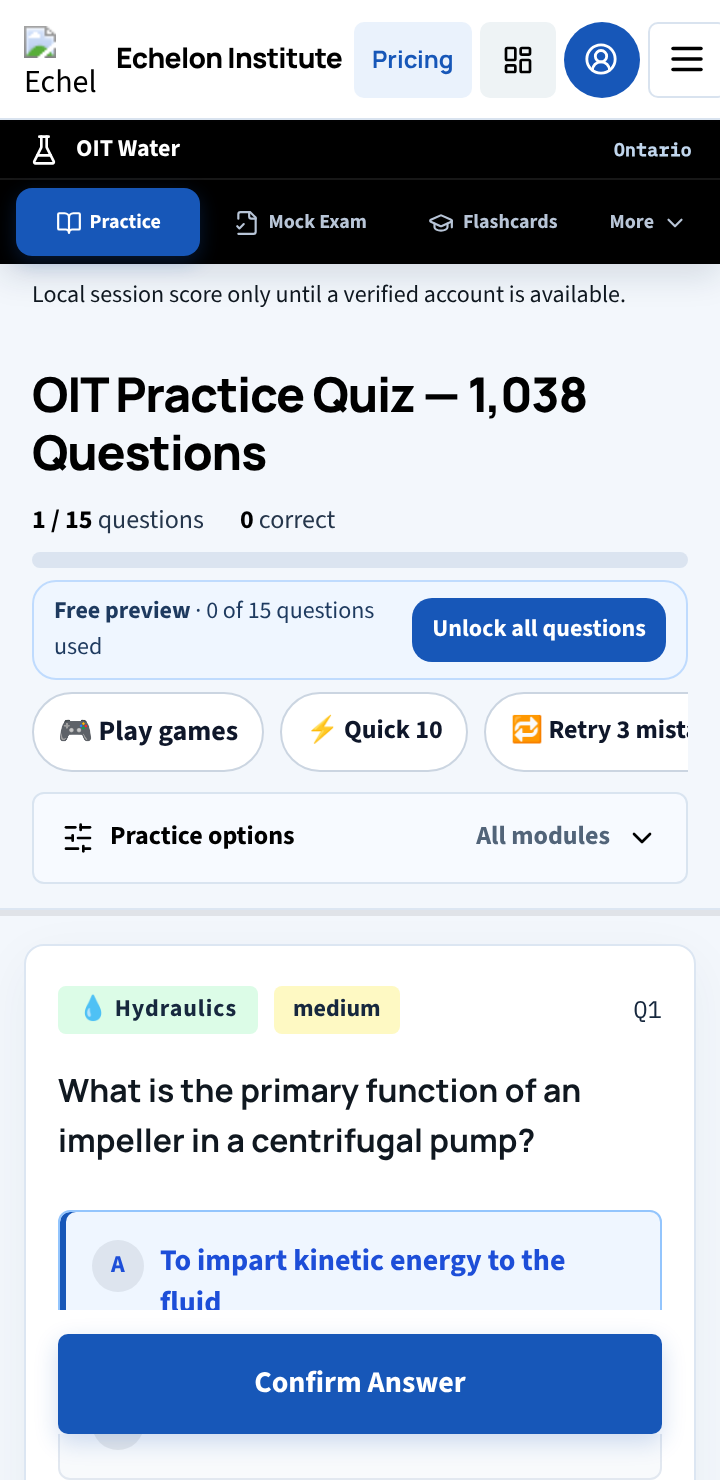 Echel
Echelon Institute
Pricing
OIT Water
Ontario
Practice
Mock Exam
Flashcards
More
Local session score only until a verified account is available.
OIT Practice Quiz — 1,038
Questions
1 / 15 questions 0 correct
Free preview · 0 of 15 questions
used
Unlock all questions
🎮 Play games
⚡ Quick 10
🔁 Retry 3 mist
Practice options
All modules
💧 Hydraulics
medium
Q1
What is the primary function of an
impeller in a centrifugal pump?
A
To impart kinetic energy to the
fluid
Confirm Answer